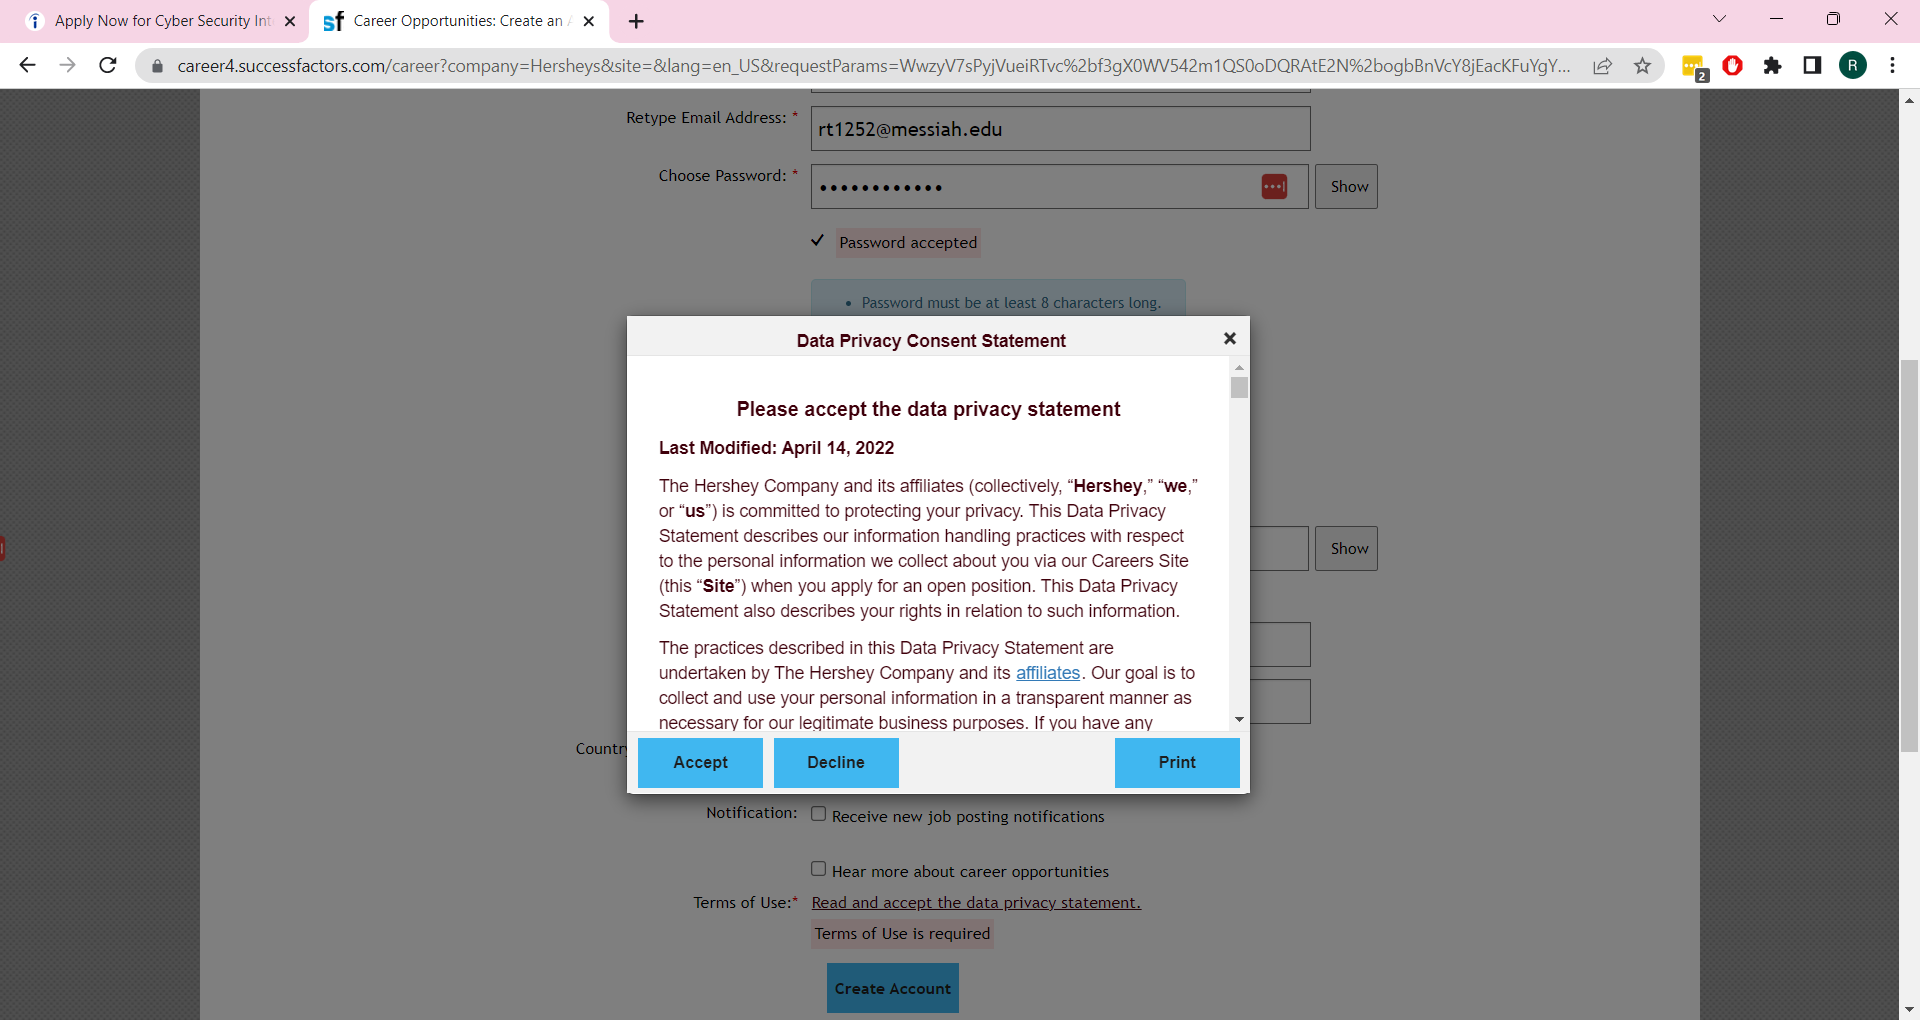 Apply Now for Cyber Security Int
Career Opportunities: Create an A
career4.successfactors.com/career?company=Hersheys&site=&lang=en_US&requestParams=WwzyV7sPyjVueiRTvc%2bf3gX0WV542m1QS0oDQRAtE2N%2bogbBnVcY8jEacKFuYgY...
2
R
Retype Email Address: *
rt1252@messiah.edu
Choose Password: *
Show
Password accepted
• Password must be at least 8 characters long.
Data Privacy Consent Statement
Please accept the data privacy statement
Last Modified: April 14, 2022
The Hershey Company and its affiliates (collectively, “Hershey,” “we,”
or “us”) is committed to protecting your privacy. This Data Privacy
Statement describes our information handling practices with respect
to the personal information we collect about you via our Careers Site
(this “Site”) when you apply for an open position. This Data Privacy
Statement also describes your rights in relation to such information.
Show
The practices described in this Data Privacy Statement are
undertaken by The Hershey Company and its affiliates. Our goal is to
collect and use your personal information in a transparent manner as
necessary for our legitimate business purposes. If you have any
Country
Accept
Decline
Print
Notification:
Receive new job posting notifications
Hear more about career opportunities
Terms of Use:*
Read and accept the data privacy statement.
Terms of Use is required
Create Account